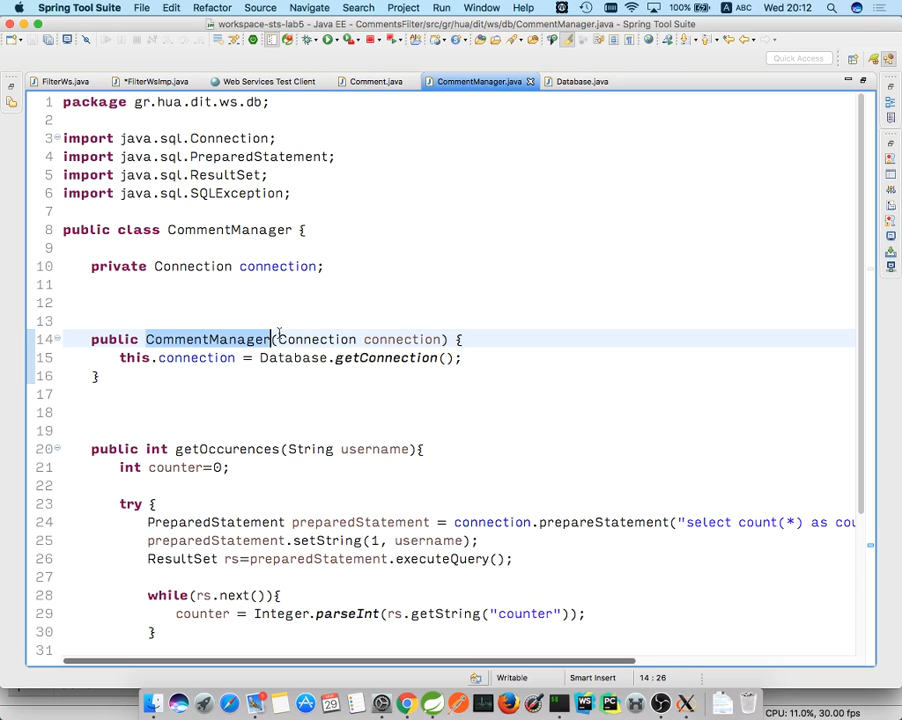 Spring Tool Suite File Edit Refactor Source Navigate Search Project Run Window Help 100% ABC Wed 20:12
workspace-sts-lab5 - Java EE - CommentsFilter/src/gr/hua/dit/ws/db/CommentManager.java - Spring Tool Suite
Quick Access
FilterWs.java *FilterWsImp.java Web Services Test Client Comment.java CommentManager.java Database.java
1 package gr.hua.dit.ws.db;
2
3 import java.sql.Connection;
4 import java.sql.PreparedStatement;
5 import java.sql.ResultSet;
6 import java.sql.SQLException;
7
8 public class CommentManager {
9
10 private Connection connection;
11
12
13
14 public CommentManager(Connection connection) {
15 this.connection = Database.getConnection();
16 }
17
18
19
20 public int getOccurences(String username){
21 int counter=0;
22
23 try {
24 PreparedStatement preparedStatement = connection.prepareStatement("select count(*) as cou
25 preparedStatement.setString(1, username);
26 ResultSet rs=preparedStatement.executeQuery();
27
28 while(rs.next()){
29 counter = Integer.parseInt(rs.getString("counter"));
30 }
31
Writable Smart Insert 14 : 26
CPU: 11.0%, 30.00 fps